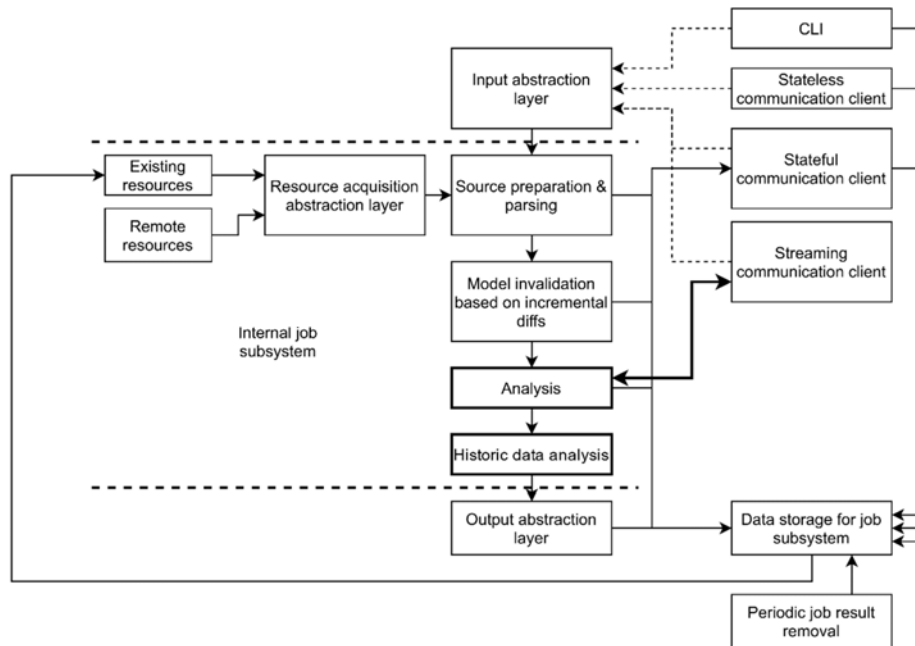 CLI
Input abstraction
layer
Stateless
communication client
Existing
resources
Resource acquisition
abstraction layer
Source preparation &
parsing
Stateful
communication client
Remote
resources
Streaming
communication client
Model invalidation
based on incremental
diffs
Internal job
subsystem
Analysis
Historic data analysis
Output abstraction
layer
Data storage for job
subsystem
Periodic job result
removal